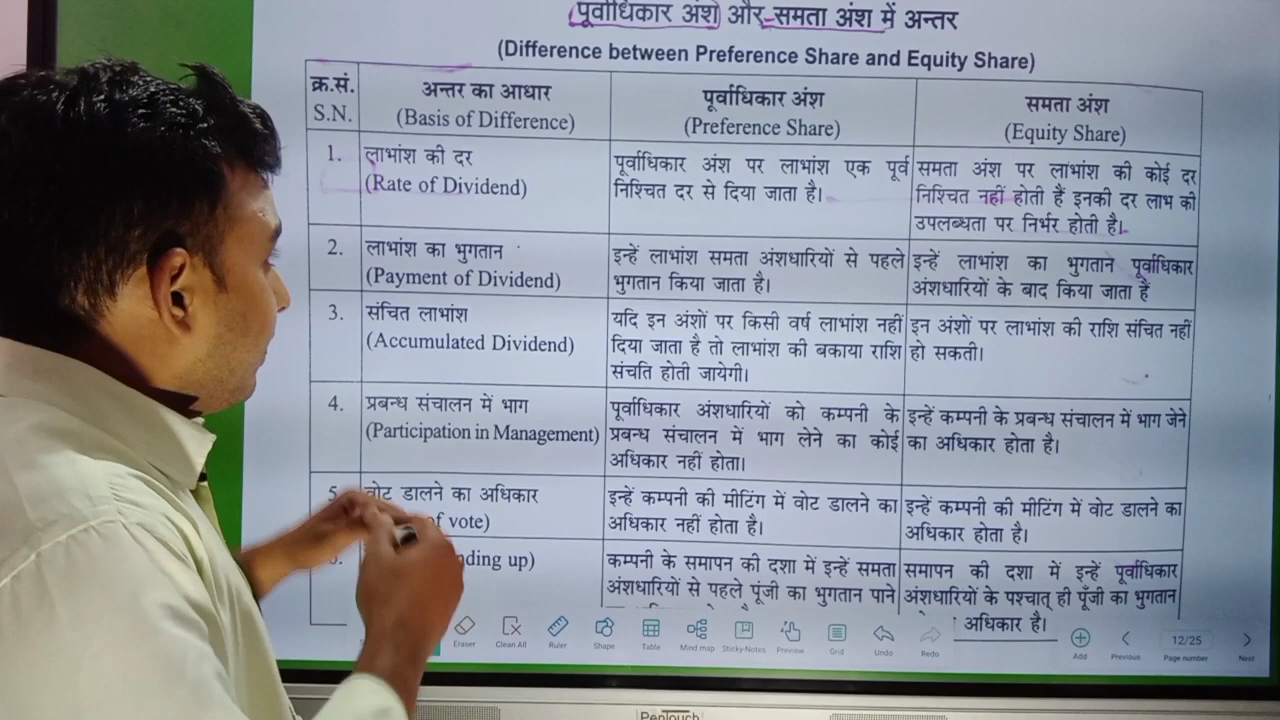 पूर्वाधिकार अंश और समता अंश में अन्तर
(Difference between Preference Share and Equity Share)
क्र.सं.
S.N.
अन्तर का आधार
(Basis of Difference)
पूर्वाधिकार अंश
(Preference Share)
समता अंश
(Equity Share)
1.
लाभांश की दर
(Rate of Dividend)
पूर्वाधिकार अंश पर लाभांश एक पूर्व
निश्चित दर से दिया जाता है।
समता अंश पर लाभांश की कोई दर
निश्चित नहीं होती हैं इनकी दर लाभ की
उपलब्धता पर निर्भर होती है।
2.
लाभांश का भुगतान
(Payment of Dividend)
इन्हें लाभांश समता अंशधारियों से पहले
भुगतान किया जाता है।
इन्हें लाभांश का भुगतान पूर्वाधिकार
अंशधारियों के बाद किया जाता हैं
3.
संचित लाभांश
(Accumulated Dividend)
यदि इन अंशों पर किसी वर्ष लाभांश नहीं
दिया जाता है तो लाभांश की बकाया राशि
संचति होती जायेगी।
इन अंशों पर लाभांश की राशि संचित नहीं
हो सकती।
4.
प्रबन्ध संचालन में भाग
(Participation in Management)
पूर्वाधिकार अंशधारियों को कम्पनी के
प्रबन्ध संचालन में भाग लेने का कोई
अधिकार नहीं होता।
इन्हें कम्पनी के प्रबन्ध संचालन में भाग जेने
का अधिकार होता है।
5
वोट डालने का अधिकार
of vote)
इन्हें कम्पनी की मीटिंग में वोट डालने का
अधिकार नहीं होता है।
इन्हें कम्पनी की मीटिंग में वोट डालने का
अधिकार होता है।
nding up)
कम्पनी के समापन की दशा में इन्हें समता
अंशधारियों से पहले पूंजी का भुगतान पाने
समापन की दशा में इन्हें पूर्वाधिकार
अंशधारियों के पश्चात् ही पूँजी का भुगतान
अधिकार है।
Eraser
Clean All
Ruler
Shape
Table
Mind map
Sticky-Notes
Preview
Grid
Undo
Redo
Add
Previous
12/25
Page number
Next
Pentouch